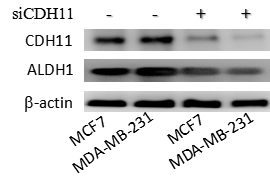 siCDH11 - - + +
CDH11
ALDH1
β-actin
MCF7 MDA-MB-231 MCF7 MDA-MB-231